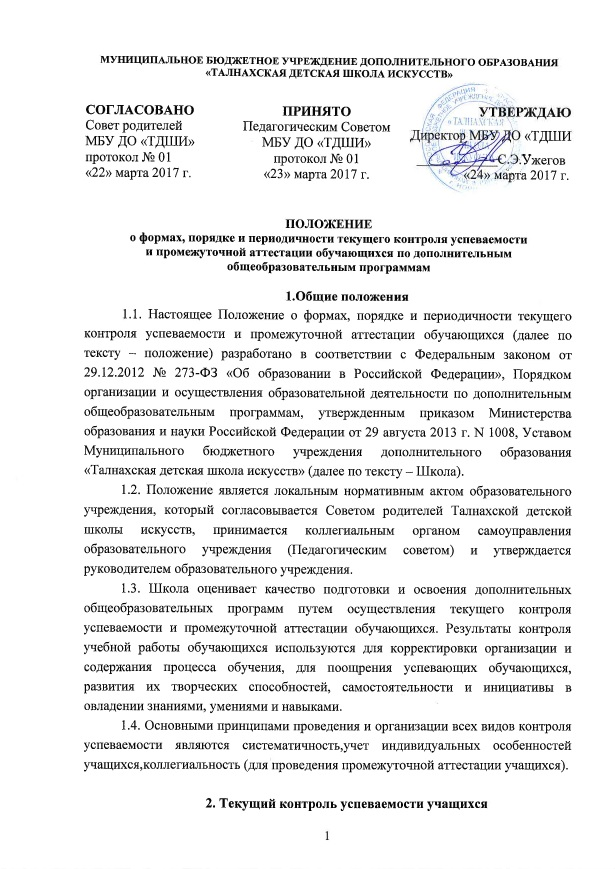 МУНИЦИПАЛЬНОЕ БЮДЖЕТНОЕ УЧРЕЖДЕНИЕ ДОПОЛНИТЕЛЬНОГО ОБРАЗОВАНИЯ
«ТАЛНАХСКАЯ ДЕТСКАЯ ШКОЛА ИСКУССТВ»
СОГЛАСОВАНО
Совет родителей
МБУ ДО «ТДШИ»
протокол № 01
«22» марта 2017 г.
ПРИНЯТО
Педагогическим Советом
МБУ ДО «ТДШИ»
протокол № 01
«23» марта 2017 г.
УТВЕРЖДАЮ
Директор МБУ ДО «ТДШИ
С.Э.Ужегов
«24» марта 2017 г.
«ТАЛНАХСКАЯ
ПОЛОЖЕНИЕ
о формах, порядке и периодичности текущего контроля успеваемости
и промежуточной аттестации обучающихся по дополнительным
общеобразовательным программам
1.Общие положения
1.1. Настоящее Положение о формах, порядке и периодичности текущего
контроля успеваемости и промежуточной аттестации обучающихся (далее по
тексту – положение) разработано в соответствии с Федеральным законом от
29.12.2012 № 273-ФЗ «Об образовании в Российской Федерации», Порядком
организации и осуществления образовательной деятельности по дополнительным
общеобразовательным программам, утвержденным приказом Министерства
образования и науки Российской Федерации от 29 августа 2013 г. N 1008, Уставом
Муниципального бюджетного учреждения дополнительного образования
«Талнахская детская школа искусств» (далее по тексту – Школа).
1.2. Положение является локальным нормативным актом образовательного
учреждения, который согласовывается Советом родителей Талнахской детской
школы искусств, принимается коллегиальным органом самоуправления
образовательного учреждения (Педагогическим советом) и утверждается
руководителем образовательного учреждения.
1.3. Школа оценивает качество подготовки и освоения дополнительных
общеобразовательных программ путем осуществления текущего контроля
успеваемости и промежуточной аттестации обучающихся. Результаты контроля
учебной работы обучающихся используются для корректировки организации и
содержания процесса обучения, для поощрения успевающих обучающихся,
развития их творческих способностей, самостоятельности и инициативы в
овладении знаниями, умениями и навыками.
1.4. Основными принципами проведения и организации всех видов контроля
успеваемости являются систематичность,учет индивидуальных особенностей
учащихся,коллегиальность (для проведения промежуточной аттестации учащихся).
2. Текущий контроль успеваемости учащихся
1